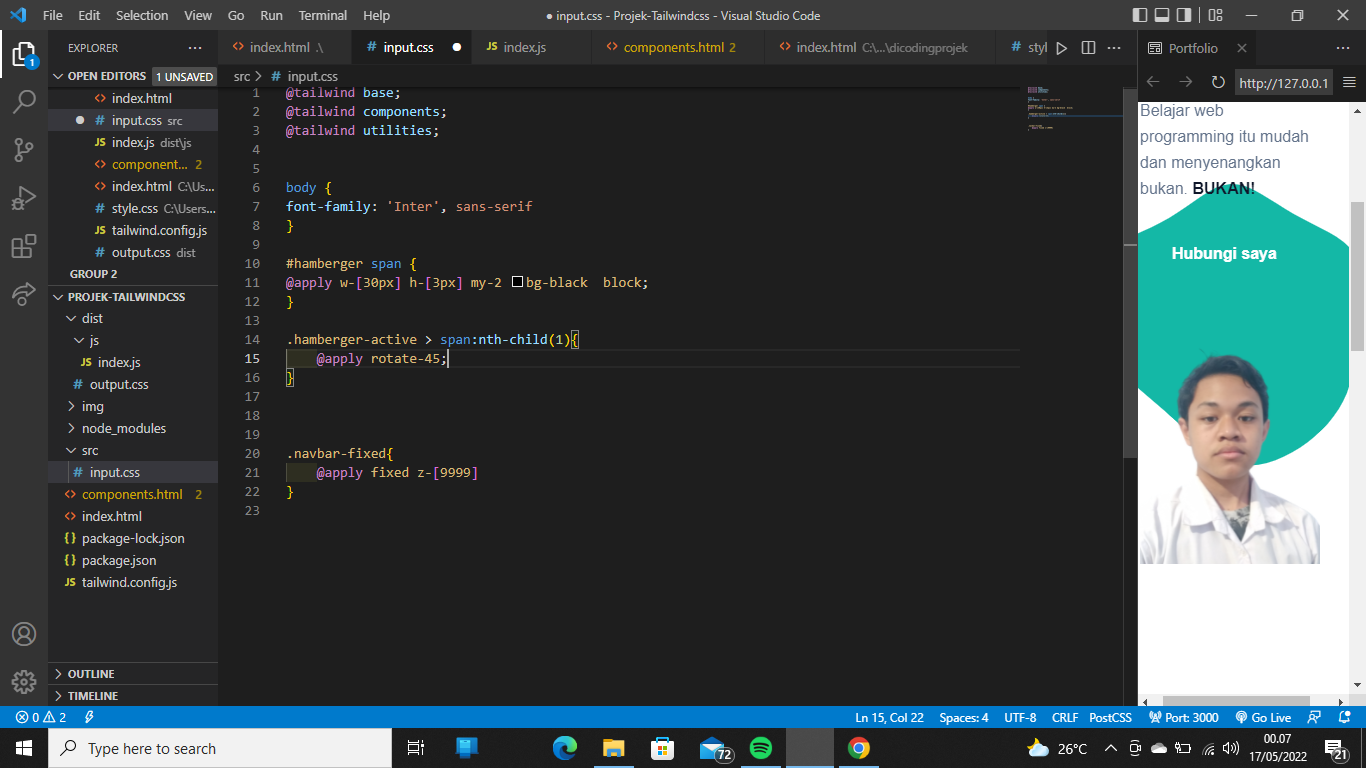 File Edit Selection View Go Run Terminal Help
● input.css - Projek-Tailwindcss - Visual Studio Code
EXPLORER
index.html .\
input.css
index.js
components.html 2
index.html C:\...\dicodingprojek
styl
Portfolio
OPEN EDITORS 1 UNSAVED
index.html
input.css src
index.js dist\js
component... 2
index.html C:\Us...
style.css C:\Users...
tailwind.config.js
output.css dist
GROUP 2
PROJEK-TAILWINDCSS
dist
js
index.js
output.css
img
node_modules
src
input.css
components.html 2
index.html
package-lock.json
package.json
tailwind.config.js
OUTLINE
TIMELINE
1
src > input.css
1 @tailwind base;
2 @tailwind components;
3 @tailwind utilities;
4
5
6 body {
7 font-family: 'Inter', sans-serif
8 }
9
10 #hamberger span {
11 @apply w-[30px] h-[3px] my-2 bg-black block;
12 }
13
14 .hamberger-active > span:nth-child(1){
15 @apply rotate-45;
16 }
17
18
19
20 .navbar-fixed{
21 @apply fixed z-[9999]
22 }
23
http://127.0.0.1
Belajar web
programming itu mudah
dan menyenangkan
bukan. BUKAN!
Hubungi saya
0 2
Ln 15, Col 22 Spaces: 4 UTF-8 CRLF PostCSS Port: 3000 Go Live
Type here to search
72
26°C
00.07
17/05/2022
21